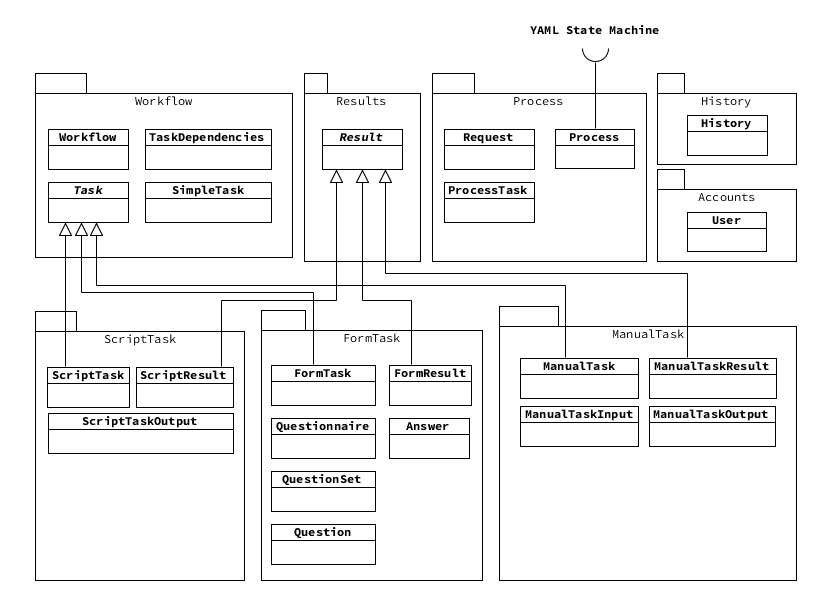 YAML State Machine
Workflow
Workflow
TaskDependencies
Task
SimpleTask
Results
Result
Process
Request
Process
ProcessTask
History
History
Accounts
User
ScriptTask
ScriptTask
ScriptResult
ScriptTaskOutput
FormTask
FormTask
FormResult
Questionnaire
Answer
QuestionSet
Question
ManualTask
ManualTask
ManualTaskResult
ManualTaskInput
ManualTaskOutput